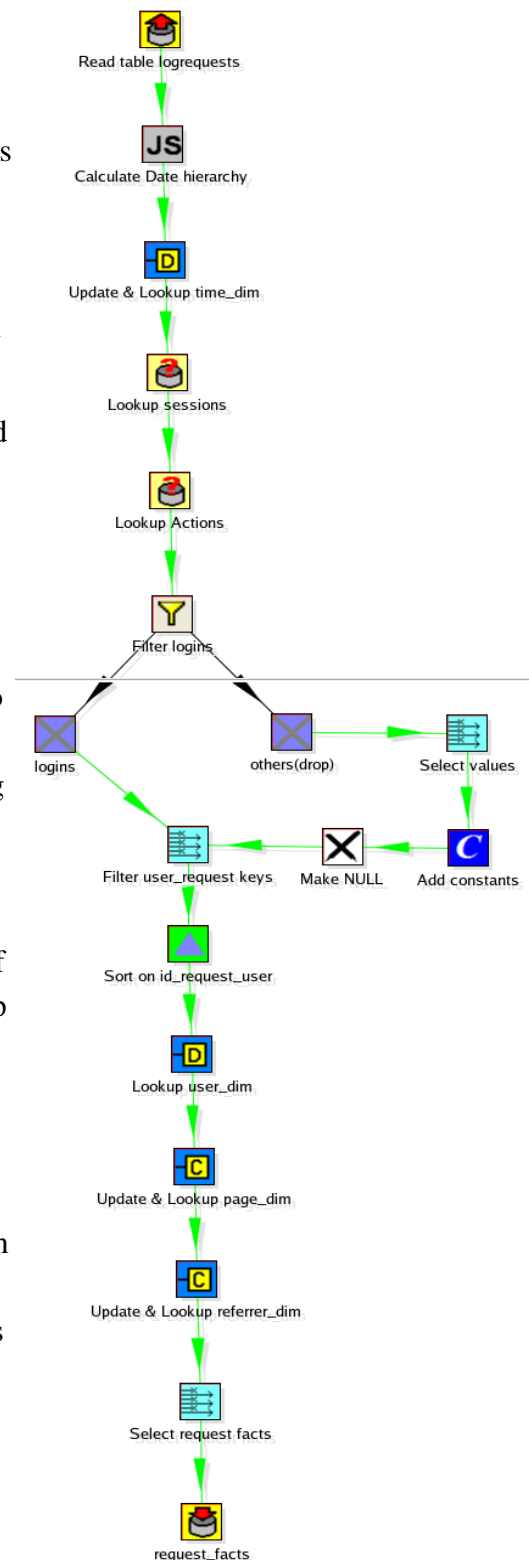 Read table logrequests
s
JS
Calculate Date hierarchy
D
Update & Lookup time_dim
?
Lookup sessions
d
?
Lookup Actions
Filter logins
logins
others(drop)
Select values
g
C
Filter user_request keys
Make NULL
Add constants
f
Sort on id_request_user
D
Lookup user_dim
C
Update & Lookup page_dim
C
Update & Lookup referrer_dim
s
Select request facts
request_facts